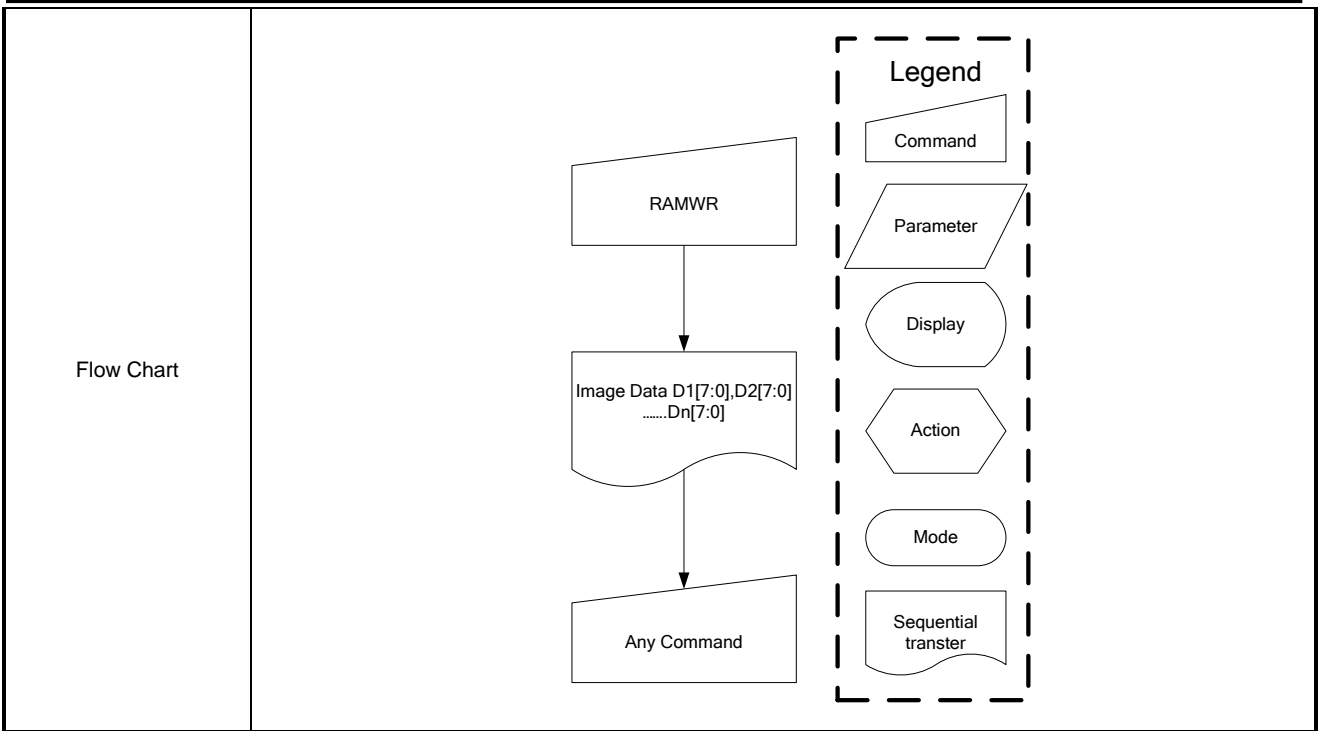 Flow Chart
RAMWR
Image Data D1[7:0],D2[7:0]
.......Dn[7:0]
Any Command
Legend
Command
Parameter
Display
Action
Mode
Sequential
transter